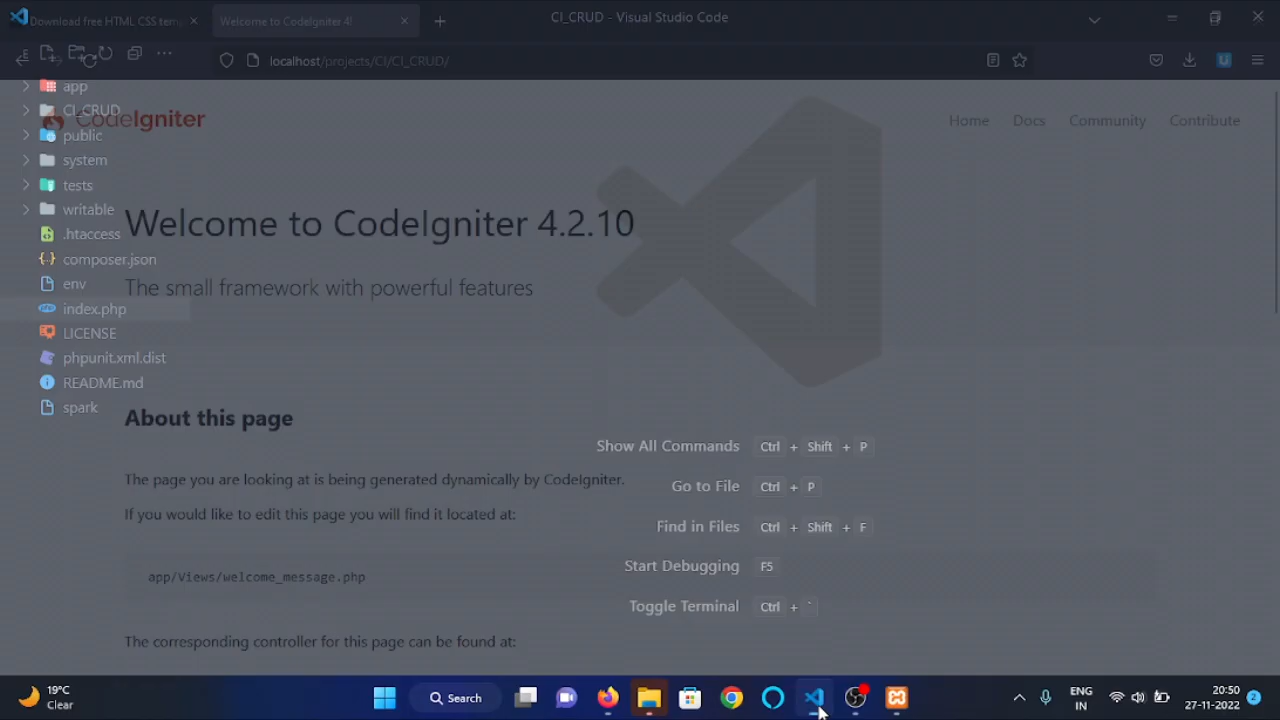 Download free HTML CSS tem
Welcome to CodeIgniter 4!
CI_CRUD - Visual Studio Code
localhost/projects/CI/CI_CRUD/
app
CI_CRUD
public
system
tests
writable
.htaccess
composer.json
env
index.php
LICENSE
phpunit.xml.dist
README.md
spark
CodeIgniter
Home
Docs
Community
Contribute
Welcome to CodeIgniter 4.2.10
The small framework with powerful features
About this page
The page you are looking at is being generated dynamically by CodeIgniter.
If you would like to edit this page you will find it located at:
app/Views/welcome_message.php
The corresponding controller for this page can be found at:
Show All Commands Ctrl + Shift + P
Go to File Ctrl + P
Find in Files Ctrl + Shift + F
Start Debugging F5
Toggle Terminal Ctrl + `
19°C
Clear
Search
ENG
IN
20:50
27-11-2022
2